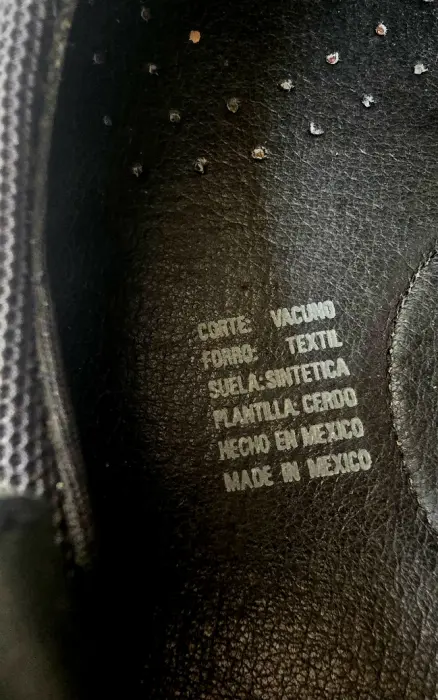 CORTE: VACUNO
FORRO: TEXTIL
SUELA: SINTETICA
PLANTILLA: CERDO
HECHO EN MEXICO
MADE IN MEXICO